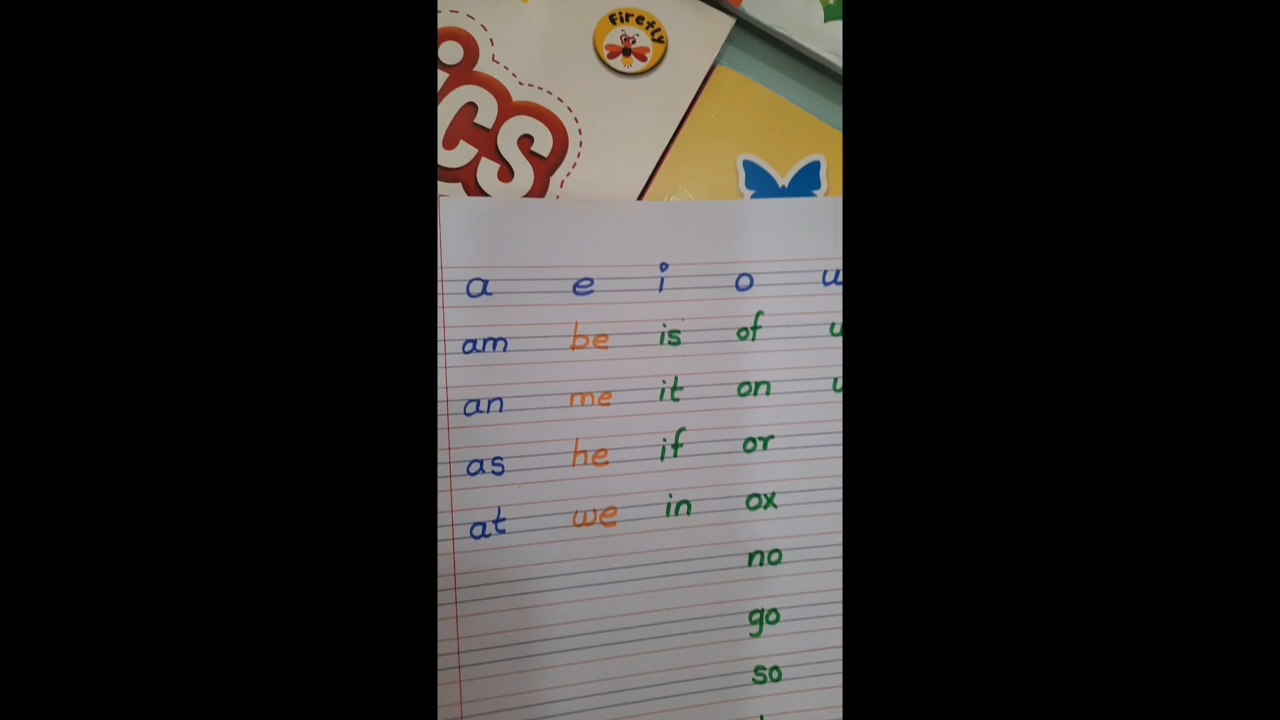 firefly
ics
a e i o u
am be is of u
an me it on u
as he if or
at we in ox
no
go
so